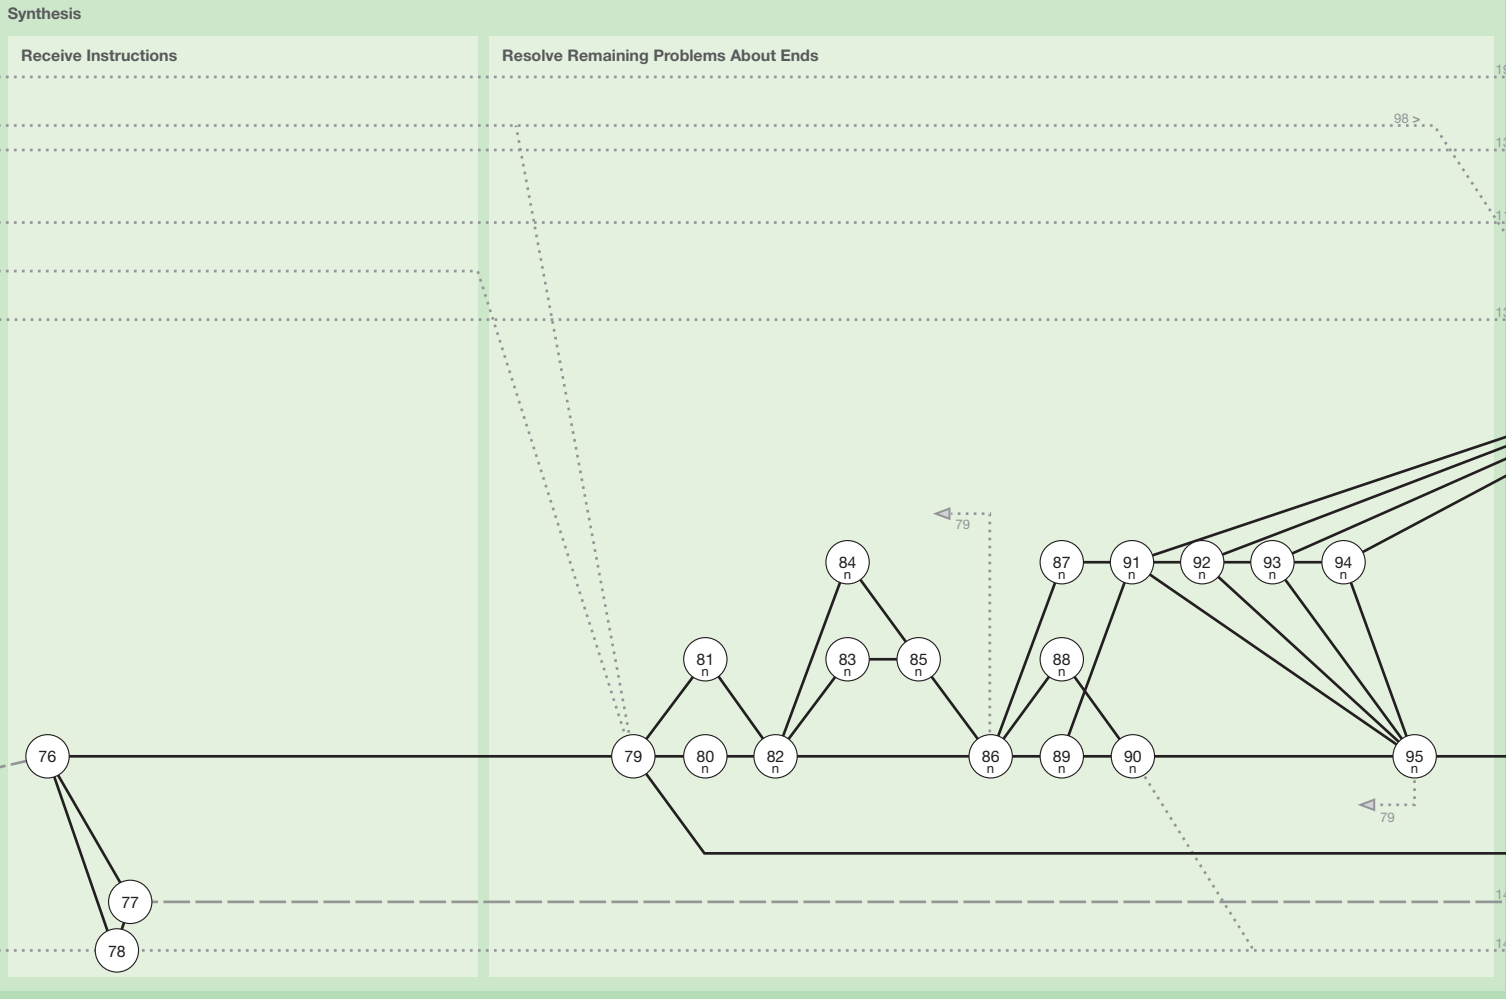 Synthesis
Receive Instructions
Resolve Remaining Problems About Ends
98 >
79
84
n
87
n
91
n
92
n
93
n
94
n
81
n
83
n
85
n
88
n
76
79
80
n
82
n
86
n
89
n
90
n
95
n
79
77
78